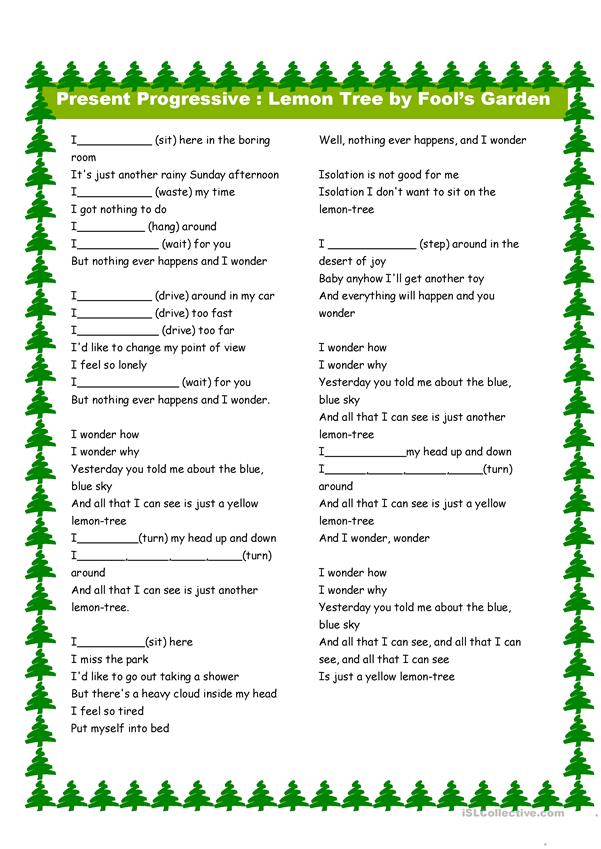 Present Progressive : Lemon Tree by Fool's Garden
I___________ (sit) here in the boring
room
It's just another rainy Sunday afternoon
I___________ (waste) my time
I got nothing to do
I__________ (hang) around
I____________ (wait) for you
But nothing ever happens and I wonder
I___________ (drive) around in my car
I___________ (drive) too fast
I____________ (drive) too far
I'd like to change my point of view
I feel so lonely
I_______________ (wait) for you
But nothing ever happens and I wonder.
I wonder how
I wonder why
Yesterday you told me about the blue,
blue sky
And all that I can see is just a yellow
lemon-tree
I_________(turn) my head up and down
I_______,______,_____,_____(turn)
around
And all that I can see is just another
lemon-tree.
I__________(sit) here
I miss the park
I'd like to go out taking a shower
But there's a heavy cloud inside my head
I feel so tired
Put myself into bed
Well, nothing ever happens, and I wonder
Isolation is not good for me
Isolation I don't want to sit on the
lemon-tree
I _____________ (step) around in the
desert of joy
Baby anyhow I'll get another toy
And everything will happen and you
wonder
I wonder how
I wonder why
Yesterday you told me about the blue,
blue sky
And all that I can see is just another
lemon-tree
I____________my head up and down
I______,_____,______,_____(turn)
around
And all that I can see is just a yellow
lemon-tree
And I wonder, wonder
I wonder how
I wonder why
Yesterday you told me about the blue,
blue sky
And all that I can see, and all that I can
see, and all that I can see
Is just a yellow lemon-tree
iSLCollective.com